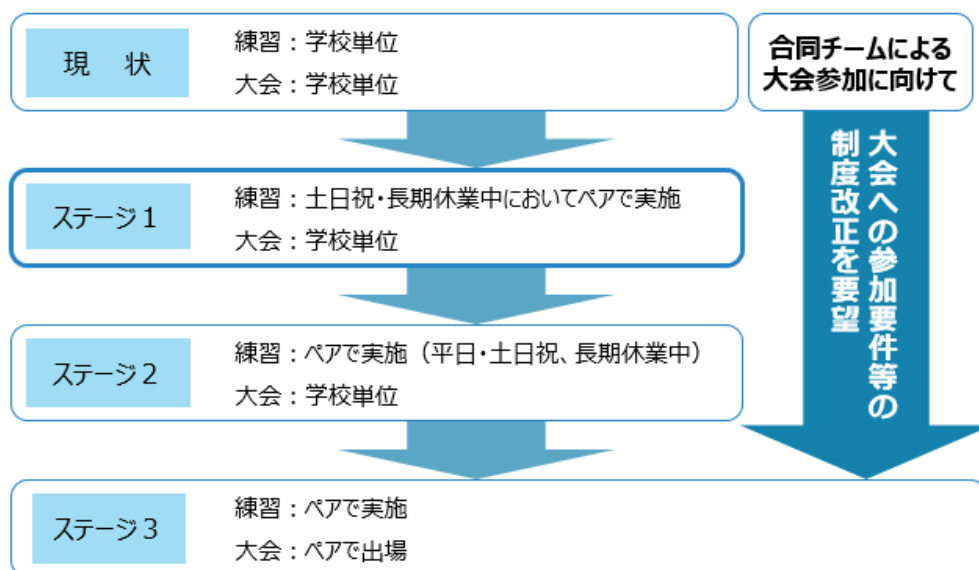 現 状
練習：学校単位
大会：学校単位
合同チームによる
大会参加に向けて
ステージ１
練習：土日祝・長期休業中においてペアで実施
大会：学校単位
大会への参加要件等の
制度改正を要望
ステージ２
練習：ペアで実施（平日・土日祝、長期休業中）
大会：学校単位
ステージ３
練習：ペアで実施
大会：ペアで出場